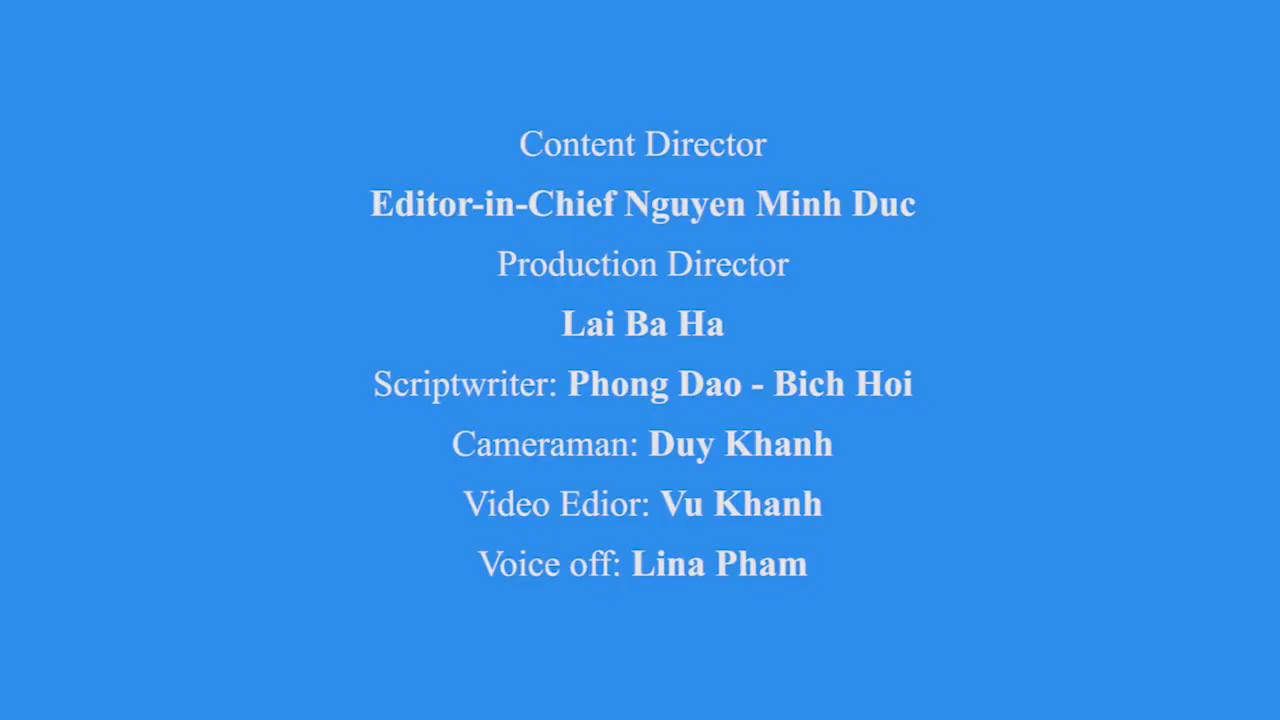 Content Director
Editor-in-Chief Nguyen Minh Duc
Production Director
Lai Ba Ha
Scriptwriter: Phong Dao - Bich Hoi
Cameraman: Duy Khanh
Video Edior: Vu Khanh
Voice off: Lina Pham